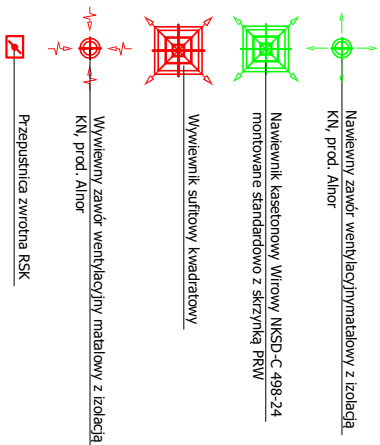 Nawiewny zawór wentylacyjnymatalowy z izolacją
KN, prod. Alnor
Nawiewnik kasetonowy Wirowy NKSD-C 498-24
montowane standardowo z skrzynką PRW
Wywiewnik sufitowy kwadratowy
Wywiewny zawór wentylacyjny matalowy z izolacją
KN, prod. Alnor
Przepustnica zwrotna RSK